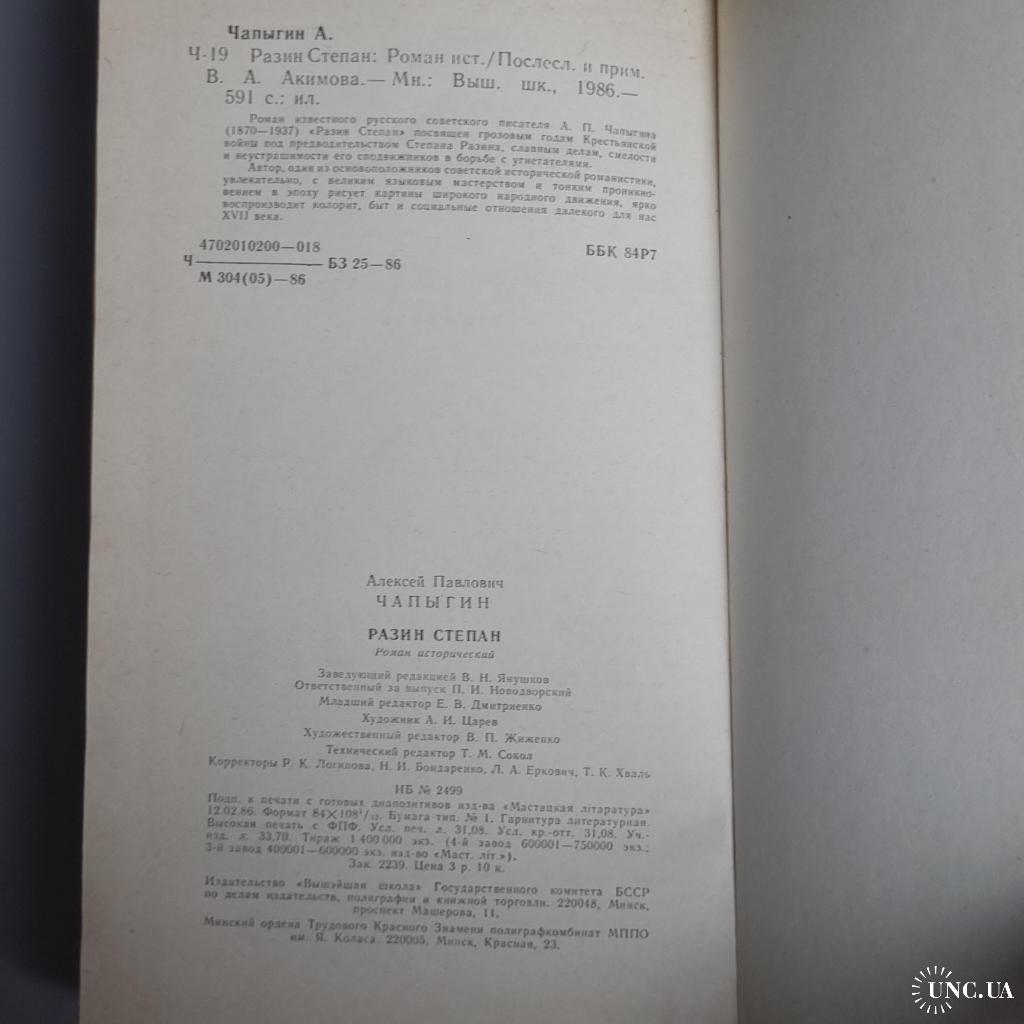 Чапыгин А.
Ч-19 Разин Степан: Роман ист./Послесл. и прим.
В. А. Акимова.— Мн.: Выш. шк., 1986.—
591 с.: ил.
Роман известного русского советского писателя А. П. Чапыгина
(1870—1937) «Разин Степан» посвящен грозовым годам Крестьянской
войны под предводительством Степана Разина, славным делам, смелости
и неустрашимости его сподвижников в борьбе с угнетателями.
Автор, один из основоположников советской исторической романистики,
увлекательно, с великим языковым мастерством и тонким проникно-
вением в эпоху рисует картины широкого народного движения, ярко
воспроизводит колорит, быт и социальные отношения далекого для нас
XVII века.
4702010200—018
Ч ——— БЗ 25—86
М 304(05)—86
ББК 84Р7
Алексей Павлович
ЧАПЫГИН
РАЗИН СТЕПАН
Роман исторический
Заведующий редакцией В. Н. Янушков
Ответственный за выпуск П. И. Новодворский
Младший редактор Е. В. Дмитриенко
Художник А. И. Царев
Художественный редактор В. П. Жиженко
Технический редактор Т. М. Сокол
Корректоры Р. К. Логинова, Н. И. Бондаренко, Л. А. Еркович, Т. К. Хваль
ИБ № 2499
Подп. к печати с готовых диапозитивов изд-ва «Мастацкая літаратура»
12.02.86. Формат 84×108¹/₃₂. Бумага тип. № 1. Гарнитура литературная.
Высокая печать с ФПФ. Усл. печ. л. 31,08. Усл. кр.-отт. 31,08. Уч.-
изд. л. 33,70. Тираж 1 400 000 экз. (4-й завод 600001—750000 экз.;
3-й завод 400001—600000 экз. изд-во «Маст. літ.»).
Зак. 2239. Цена 3 р. 10 к.
Издательство «Вышэйшая школа» Государственного комитета БССР
по делам издательств, полиграфии и книжной торговли. 220048, Минск,
проспект Машерова, 11.
Минский ордена Трудового Красного Знамени полиграфкомбинат МППО
им. Я. Коласа. 220005, Минск, Красная, 23.
UNC.UA